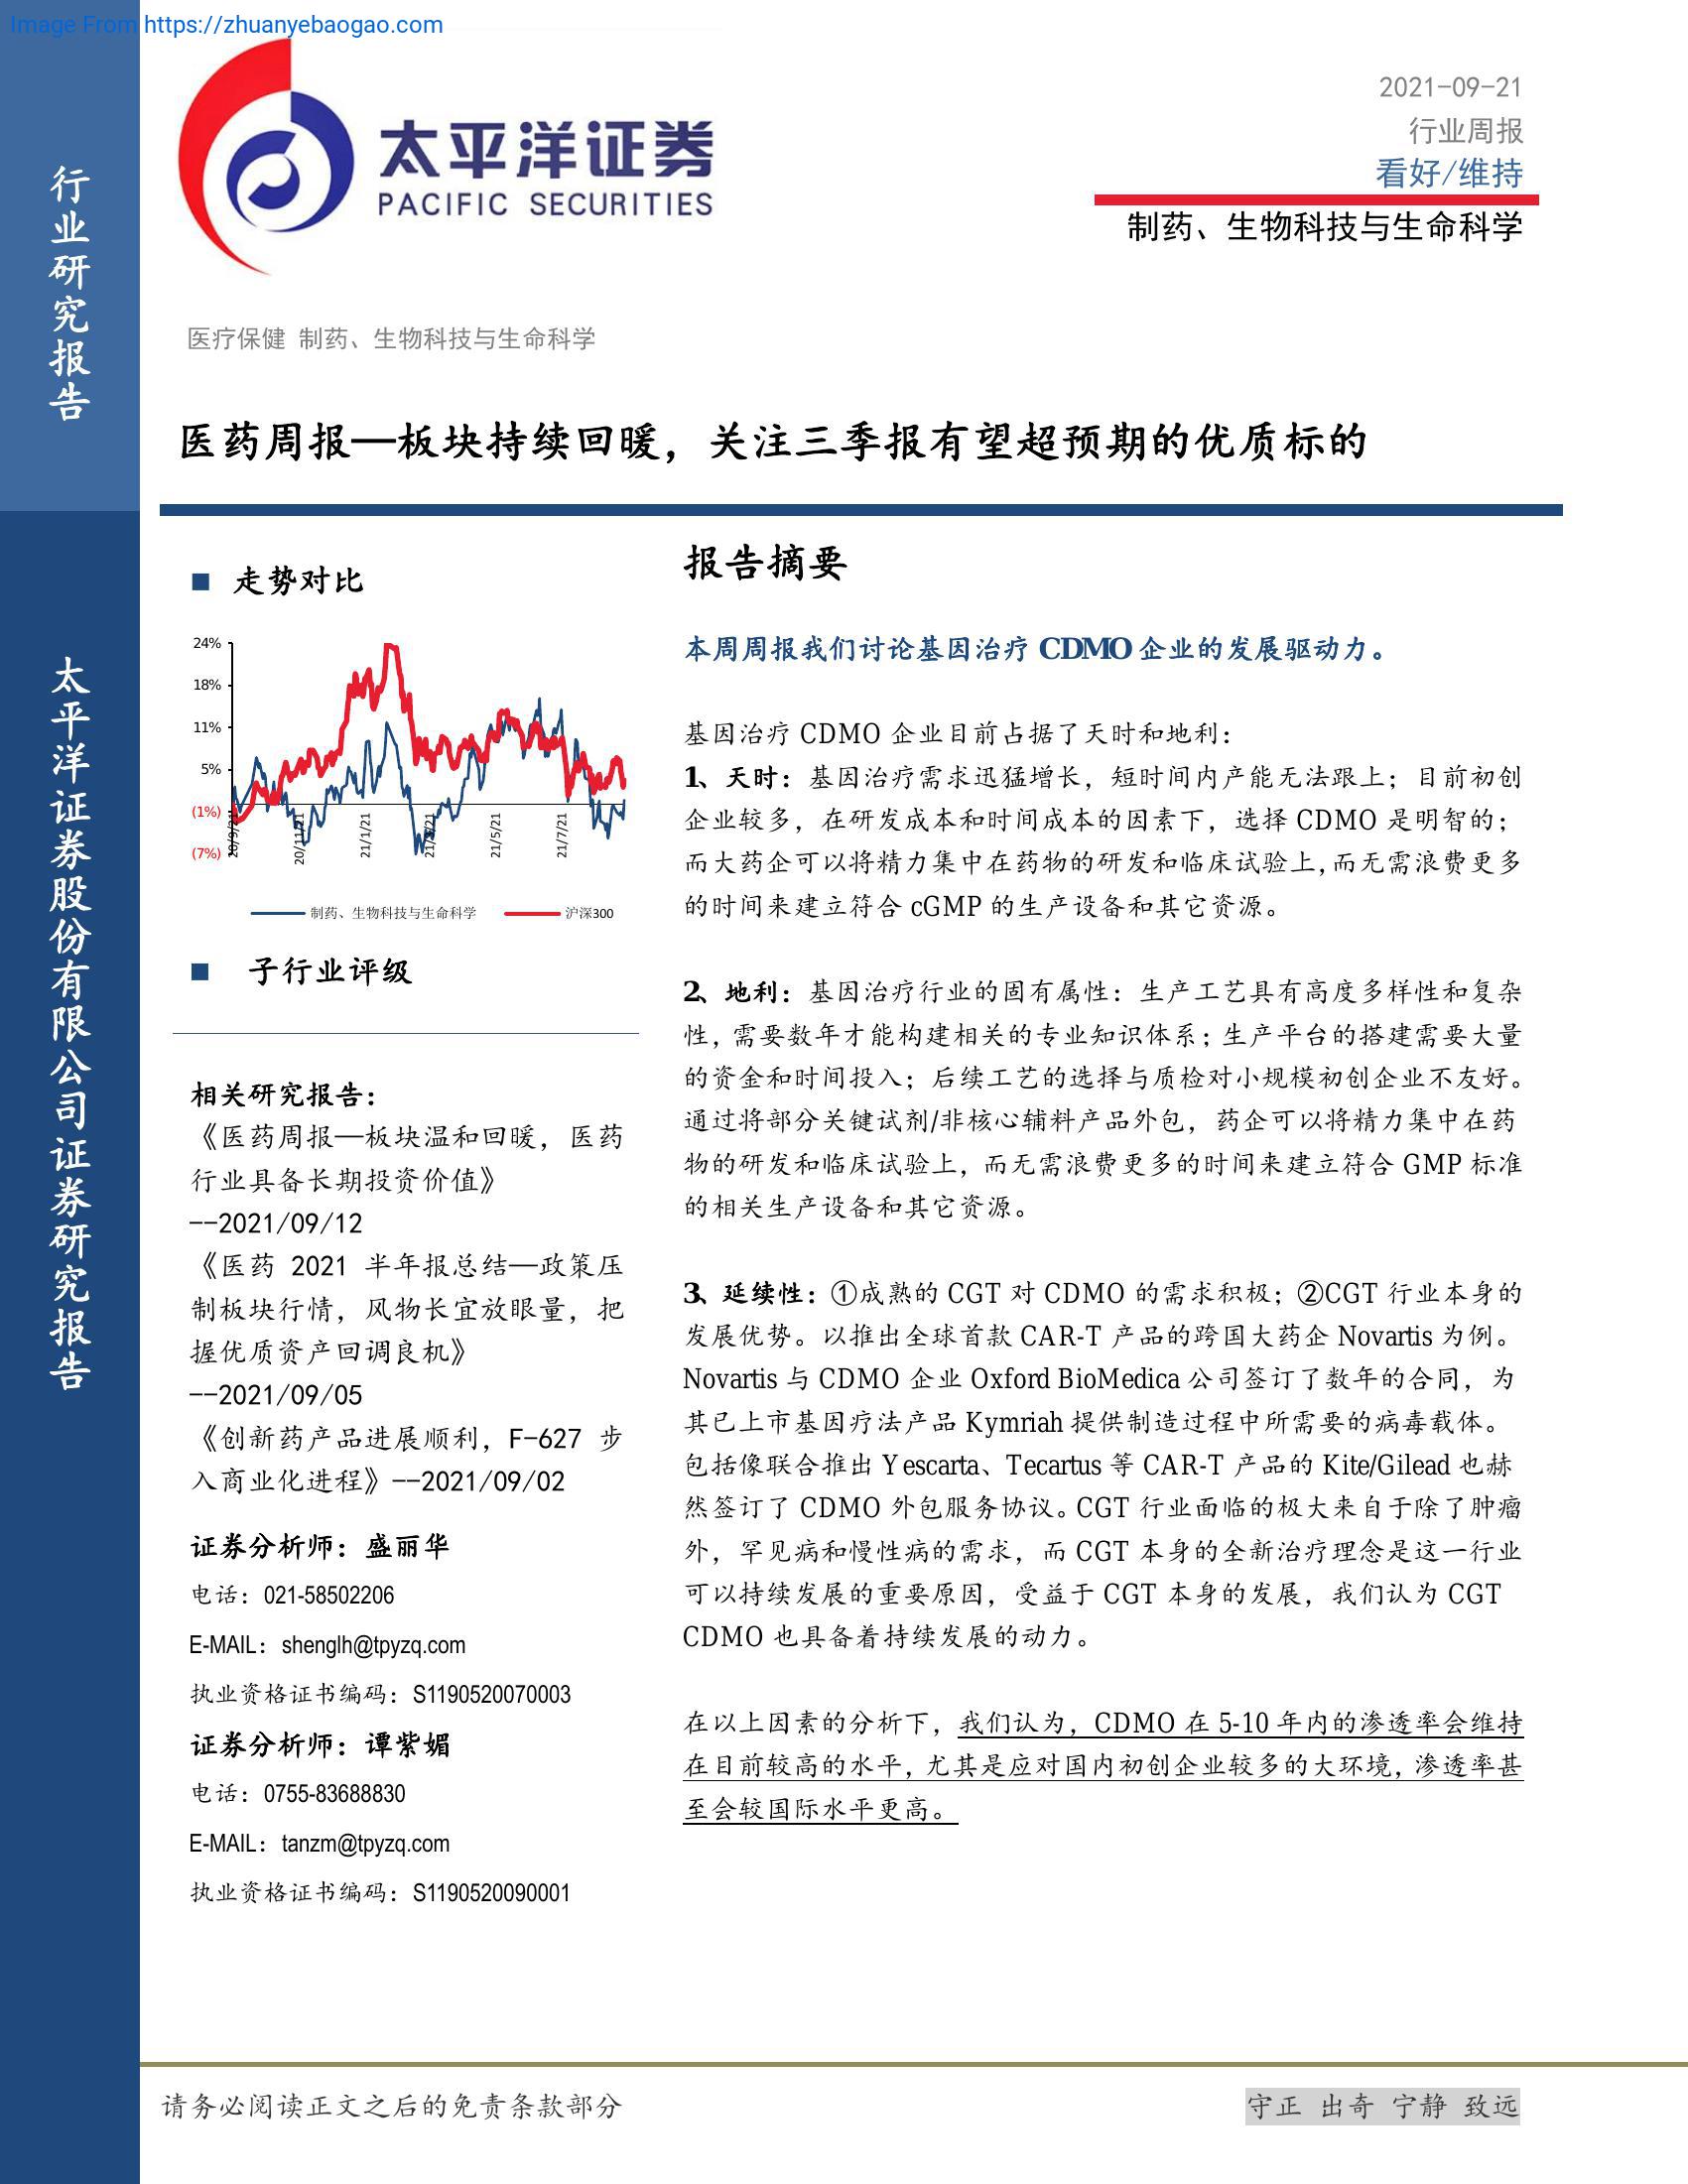 Image From https://zhuanyebaogao.com
行业研究报告
太平洋证券股份有限公司证券研究报告
太平洋证券
PACIFIC SECURITIES
2021-09-21
行业周报
看好/维持
制药、生物科技与生命科学
医疗保健 制药、生物科技与生命科学
医药周报—板块持续回暖，关注三季报有望超预期的优质标的
■ 走势对比
24%
18%
11%
5%
(1%)
(7%)
20/9/21
20/11/21
21/1/21
21/3/21
21/5/21
21/7/21
制药、生物科技与生命科学 沪深300
■ 子行业评级
相关研究报告：
《医药周报—板块温和回暖，医药
行业具备长期投资价值》
--2021/09/12
《医药 2021 半年报总结—政策压
制板块行情，风物长宜放眼量，把
握优质资产回调良机》
--2021/09/05
《创新药产品进展顺利，F-627 步
入商业化进程》--2021/09/02
证券分析师：盛丽华
电话：021-58502206
E-MAIL：shenglh@tpyzq.com
执业资格证书编码：S1190520070003
证券分析师：谭紫媚
电话：0755-83688830
E-MAIL：tanzm@tpyzq.com
执业资格证书编码：S1190520090001
报告摘要
本周周报我们讨论基因治疗 CDMO 企业的发展驱动力。
基因治疗 CDMO 企业目前占据了天时和地利：
1、天时：基因治疗需求迅猛增长，短时间内产能无法跟上；目前初创
企业较多，在研发成本和时间成本的因素下，选择 CDMO 是明智的；
而大药企可以将精力集中在药物的研发和临床试验上，而无需浪费更多
的时间来建立符合 cGMP 的生产设备和其它资源。
2、地利：基因治疗行业的固有属性：生产工艺具有高度多样性和复杂
性，需要数年才能构建相关的专业知识体系；生产平台的搭建需要大量
的资金和时间投入；后续工艺的选择与质检对小规模初创企业不友好。
通过将部分关键试剂/非核心辅料产品外包，药企可以将精力集中在药
物的研发和临床试验上，而无需浪费更多的时间来建立符合 GMP 标准
的相关生产设备和其它资源。
3、延续性：①成熟的 CGT 对 CDMO 的需求积极；②CGT 行业本身的
发展优势。以推出全球首款 CAR-T 产品的跨国大药企 Novartis 为例。
Novartis 与 CDMO 企业 Oxford BioMedica 公司签订了数年的合同，为
其已上市基因疗法产品 Kymriah 提供制造过程中所需要的病毒载体。
包括像联合推出 Yescarta、Tecartus 等 CAR-T 产品的 Kite/Gilead 也赫
然签订了 CDMO 外包服务协议。CGT 行业面临的极大来自于除了肿瘤
外，罕见病和慢性病的需求，而 CGT 本身的全新治疗理念是这一行业
可以持续发展的重要原因，受益于 CGT 本身的发展，我们认为 CGT
CDMO 也具备着持续发展的动力。
在以上因素的分析下，我们认为，CDMO 在 5-10 年内的渗透率会维持
在目前较高的水平，尤其是应对国内初创企业较多的大环境，渗透率甚
至会较国际水平更高。
请务必阅读正文之后的免责条款部分
守正 出奇 宁静 致远